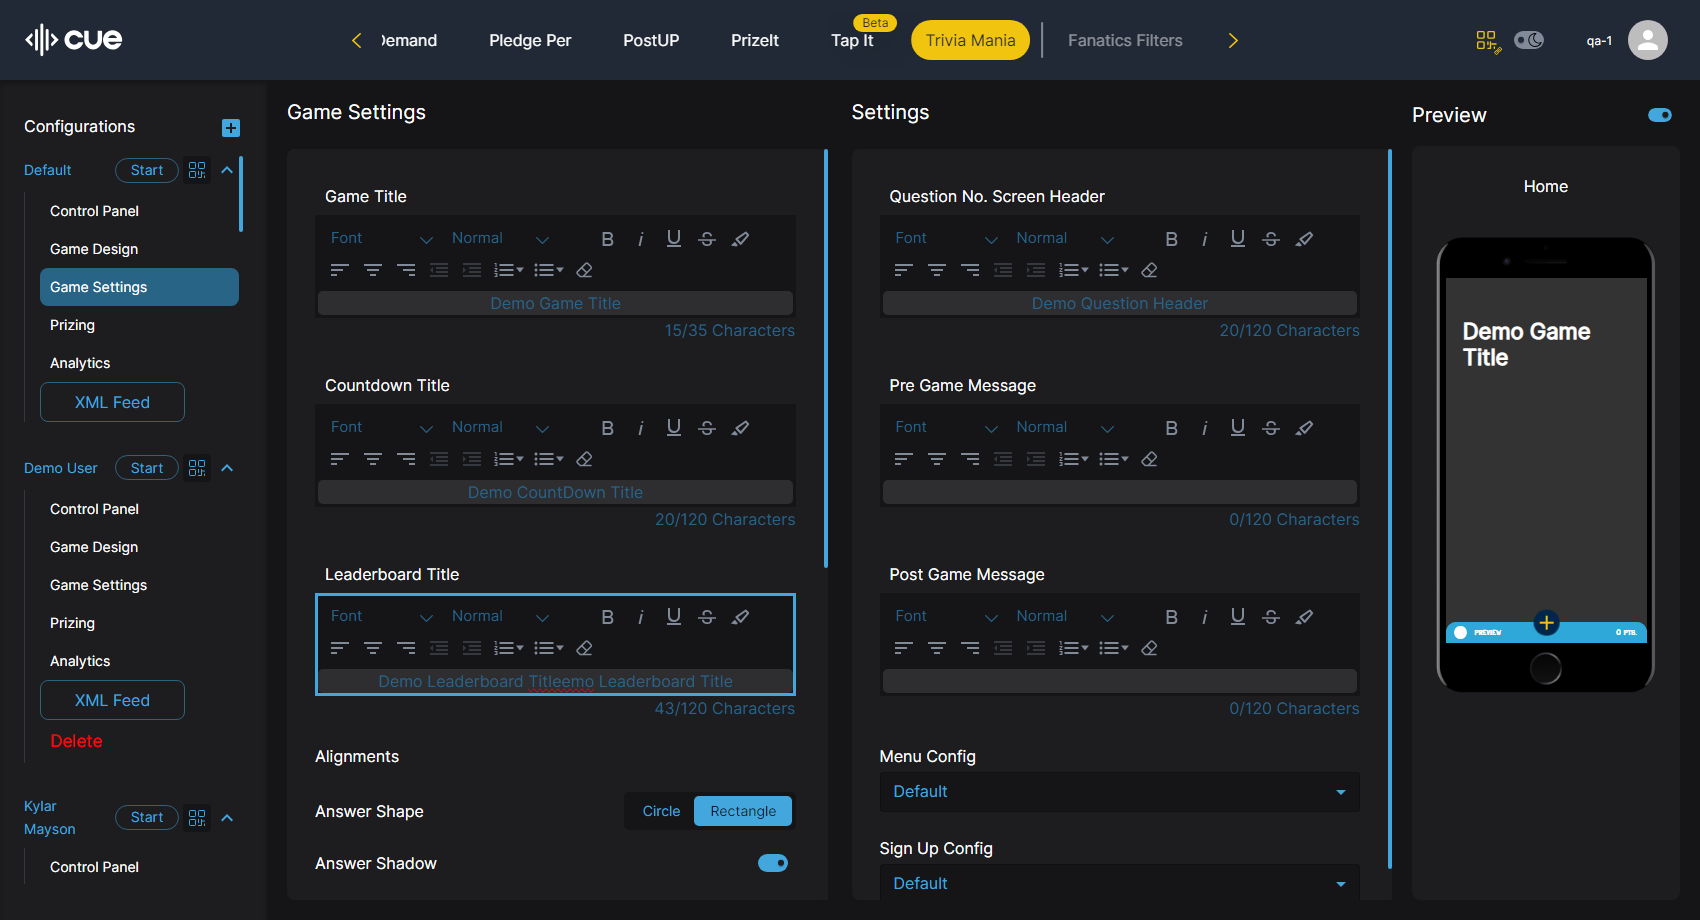 cue
Demand
Pledge Per
PostUP
PrizeIt
Tap It
Beta
Trivia Mania
Fanatics Filters
qa-1
Configurations
Default
Start
Control Panel
Game Design
Game Settings
Prizing
Analytics
XML Feed
Demo User
Start
Control Panel
Game Design
Game Settings
Prizing
Analytics
XML Feed
Delete
Kylar
Mayson
Start
Control Panel
Game Settings
Game Title
Font
Normal
Demo Game Title
15/35 Characters
Countdown Title
Font
Normal
Demo CountDown Title
20/120 Characters
Leaderboard Title
Font
Normal
Demo Leaderboard Titleemo Leaderboard Title
43/120 Characters
Alignments
Answer Shape
Circle
Rectangle
Answer Shadow
Settings
Question No. Screen Header
Font
Normal
Demo Question Header
20/120 Characters
Pre Game Message
Font
Normal
0/120 Characters
Post Game Message
Font
Normal
0/120 Characters
Menu Config
Default
Sign Up Config
Default
Preview
Home
Demo Game
Title
PREVIEW
0 PTS.